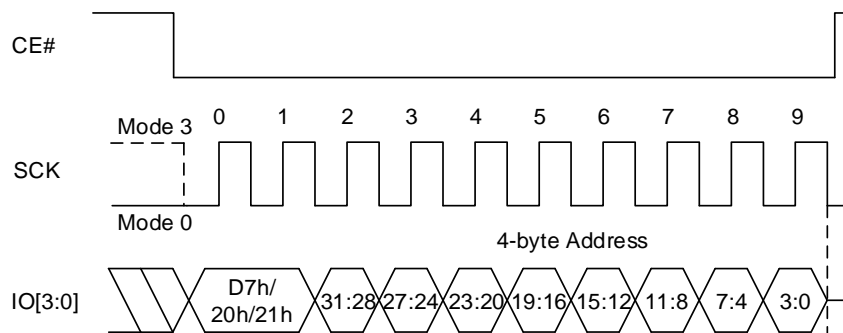 CE#
Mode 3
0 1 2 3 4 5 6 7 8 9
SCK
Mode 0
4-byte Address
IO[3:0]
D7h/
20h/21h
31:28 27:24 23:20 19:16 15:12 11:8 7:4 3:0